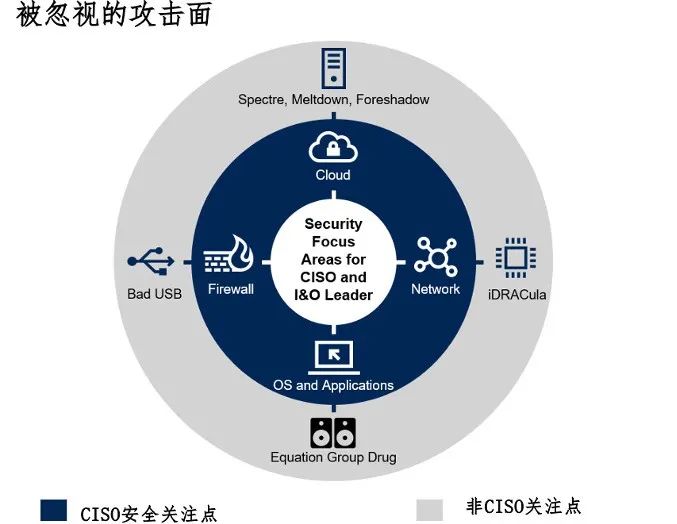 被忽视的攻击面
Spectre, Meltdown, Foreshadow
Cloud
Security
Focus
Areas for
CISO and
I&O Leader
Bad USB
Firewall
Network
iDRACula
OS and Applications
Equation Group Drug
CISO安全关注点
非CISO关注点